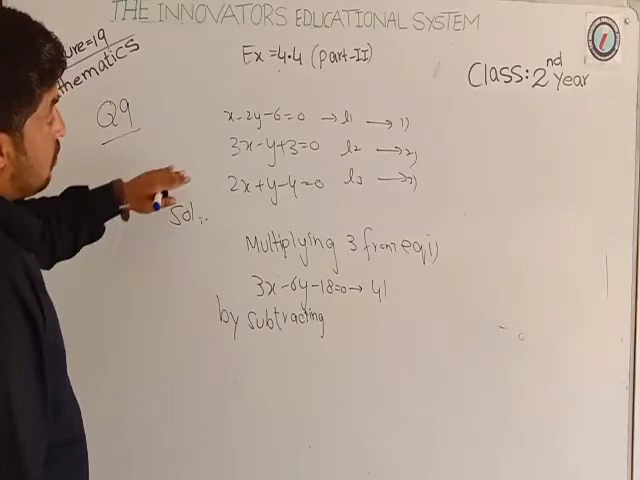 THE INNOVATORS EDUCATIONAL SYSTEM
ure=19
thematics
Ex=4.4 (part-II)
Class: 2nd year
Q9
x-2y-6=0 → l1 → 1)
3x-y+3=0 l2 → 2)
2x+y-4=0 l3 → 3)
Sol:.
Multiplying 3 from eq 1)
3x-6y-18=0 → 4)
by subtracting